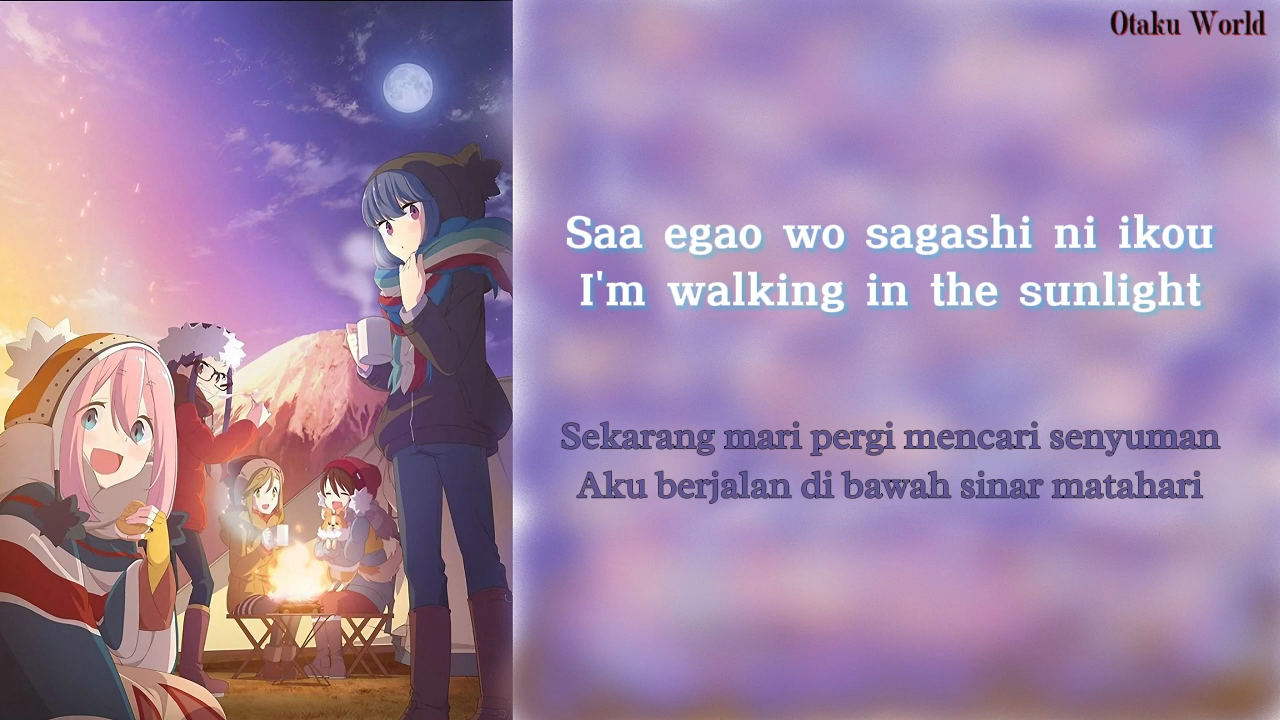 Otaku World
Saa egao wo sagashi ni ikou
I'm walking in the sunlight
Sekarang mari pergi mencari senyuman
Aku berjalan di bawah sinar matahari